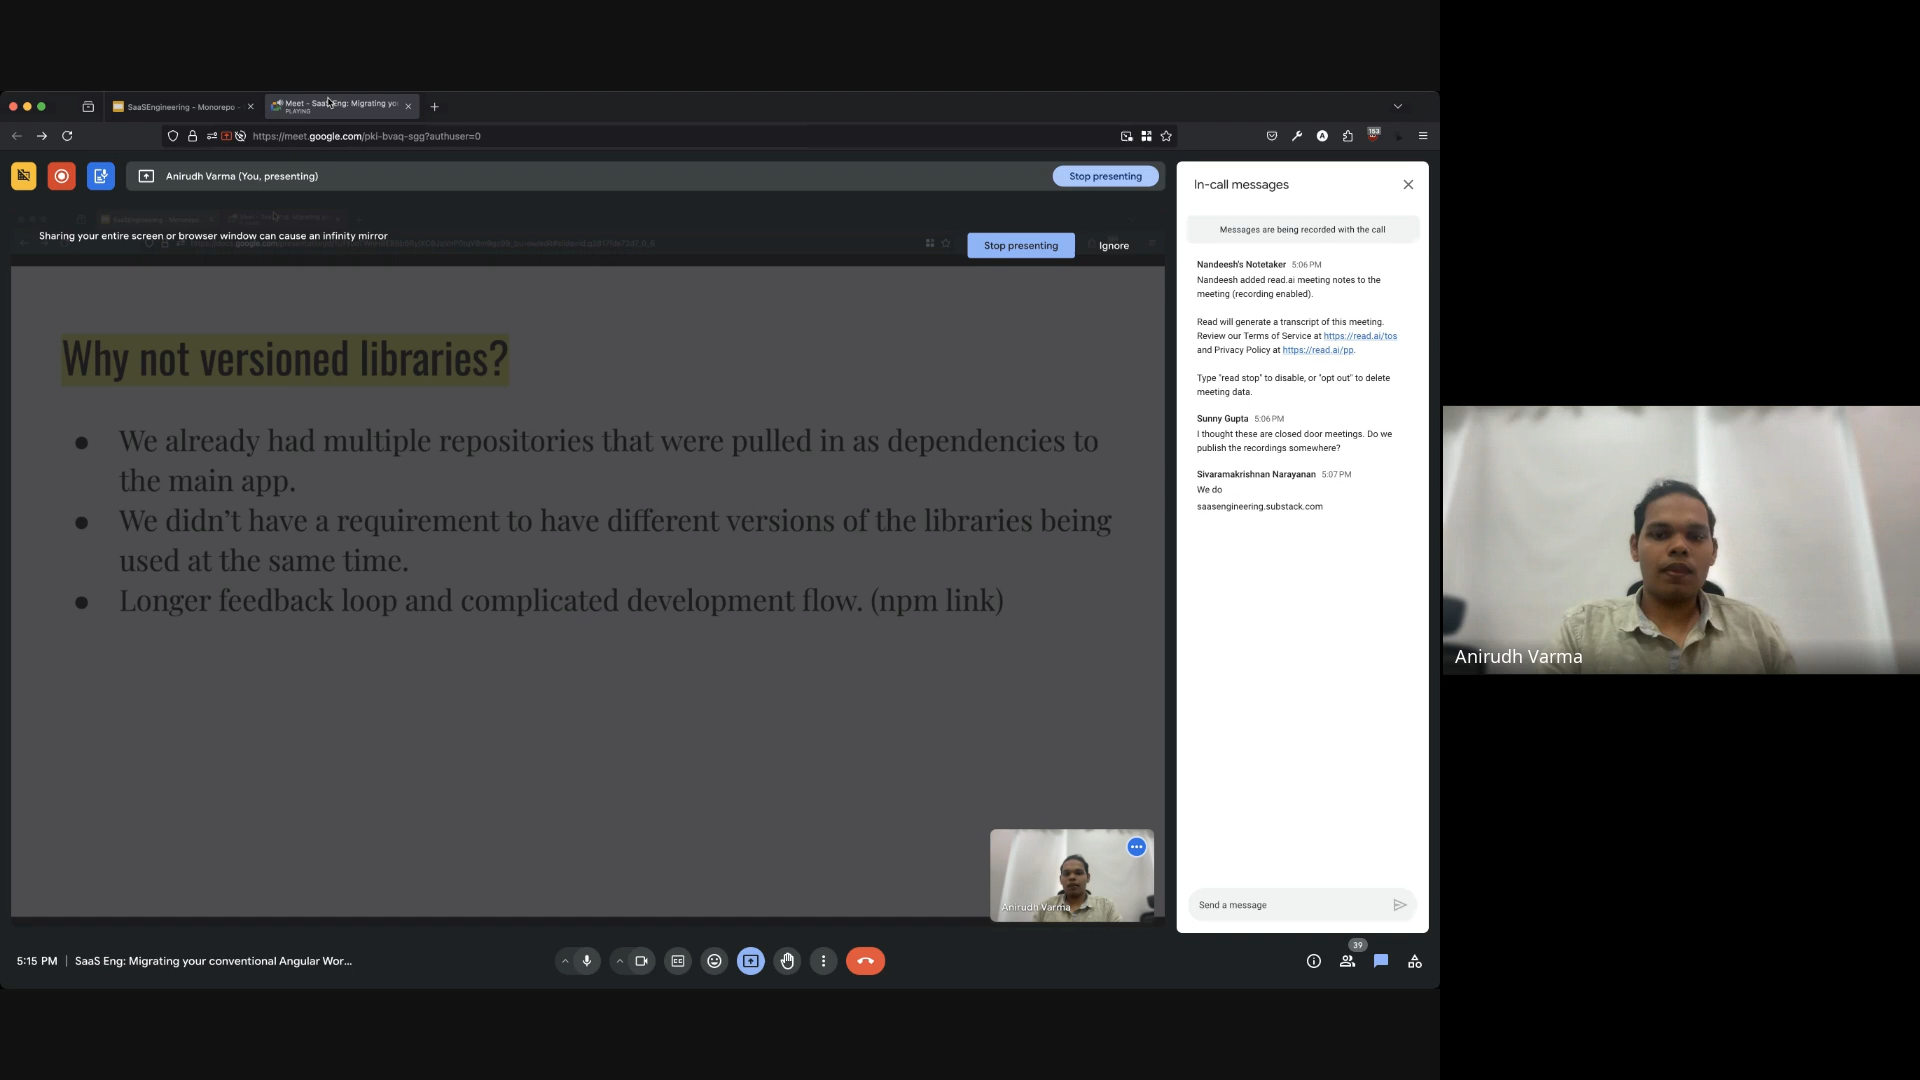 SaaSEngineering - Monorepo -
Meet - SaaS Eng: Migrating yo
PLAYING
https://meet.google.com/pki-bvaq-sgg?authuser=0
153
Anirudh Varma (You, presenting)
Stop presenting
Sharing your entire screen or browser window can cause an infinity mirror
Stop presenting
Ignore
Why not versioned libraries?
● We already had multiple repositories that were pulled in as dependencies to
the main app.
● We didn’t have a requirement to have different versions of the libraries being
used at the same time.
● Longer feedback loop and complicated development flow. (npm link)
Anirudh Varma
In-call messages
Messages are being recorded with the call
Nandeesh's Notetaker 5:06 PM
Nandeesh added read.ai meeting notes to the
meeting (recording enabled).
Read will generate a transcript of this meeting.
Review our Terms of Service at https://read.ai/tos
and Privacy Policy at https://read.ai/pp.
Type "read stop" to disable, or "opt out" to delete
meeting data.
Sunny Gupta 5:06 PM
I thought these are closed door meetings. Do we
publish the recordings somewhere?
Sivaramakrishnan Narayanan 5:07 PM
We do
saasengineering.substack.com
Send a message
5:15 PM | SaaS Eng: Migrating your conventional Angular Wor...
CC
39
Anirudh Varma